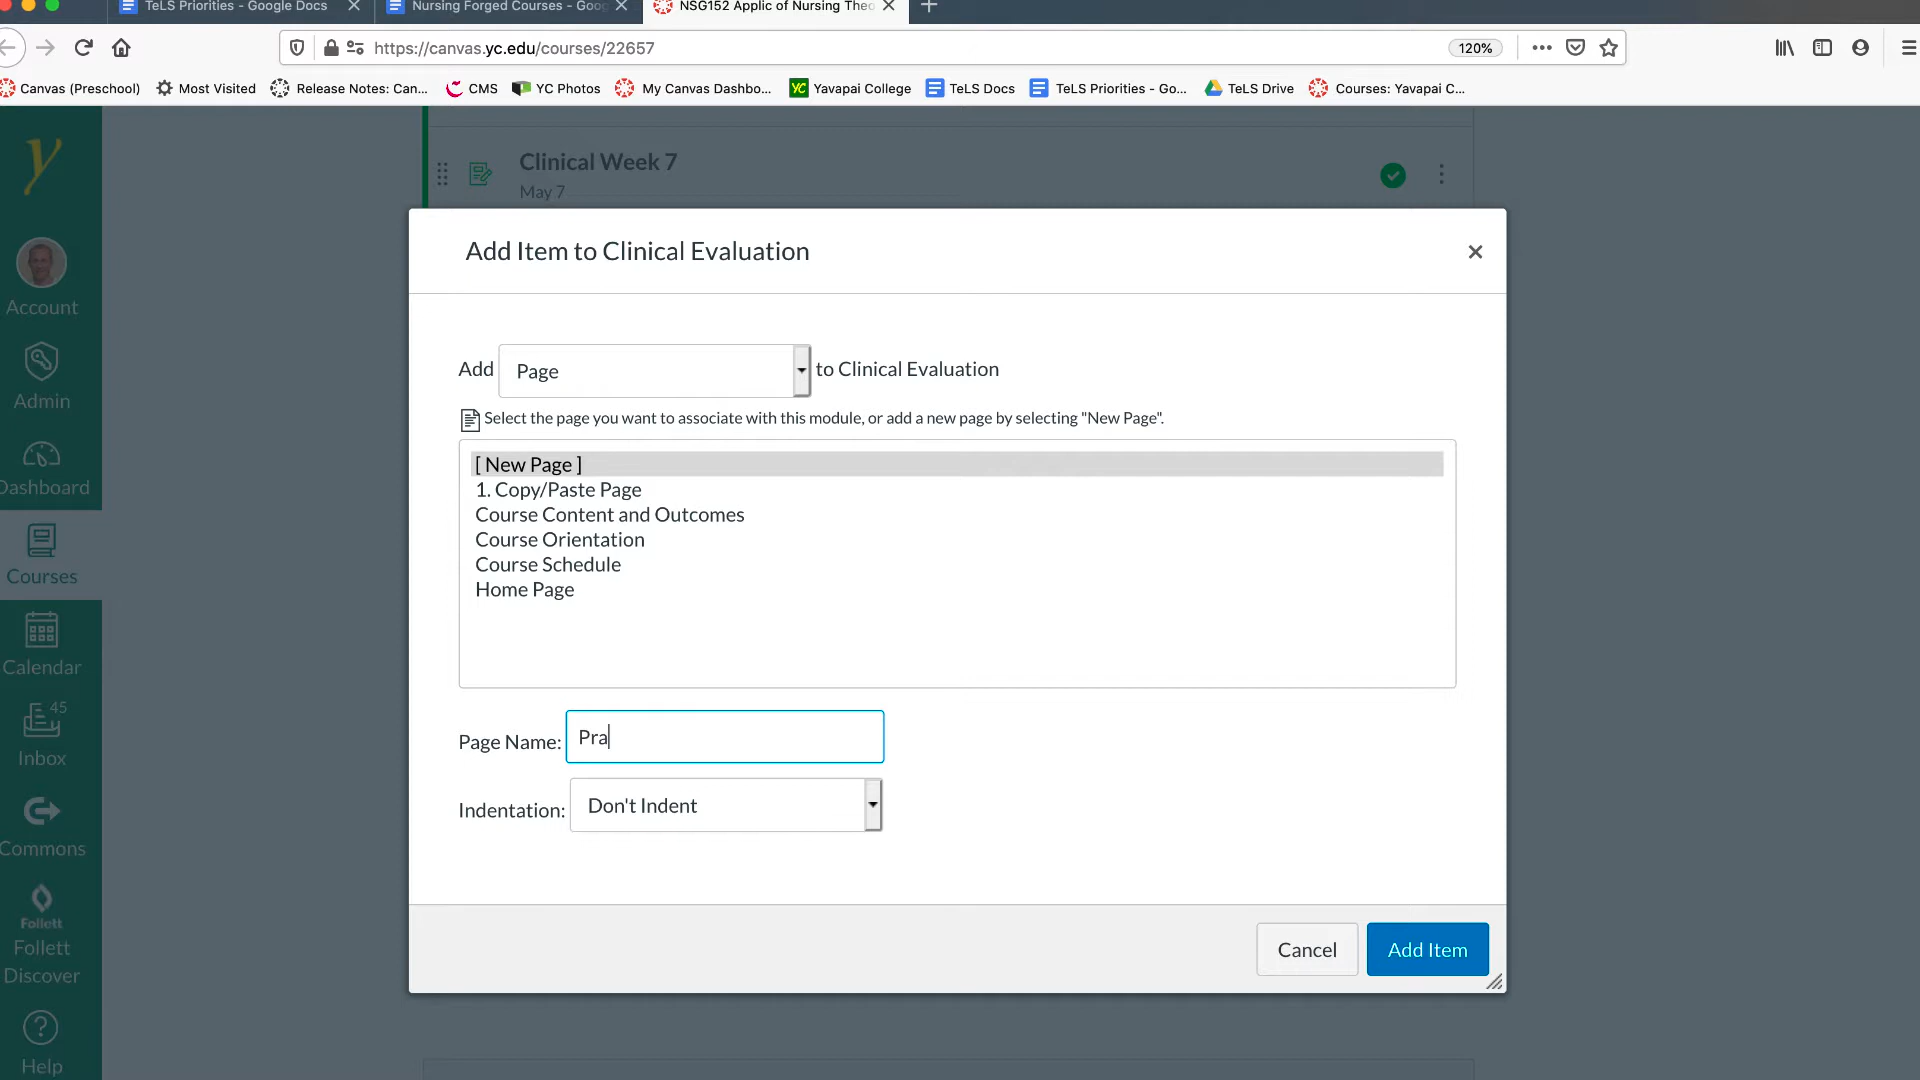 TeLS Priorities - Google Docs
Nursing Forged Courses - Goog
NSG152 Applic of Nursing Theo
https://canvas.yc.edu/courses/22657
120%
Canvas (Preschool)
Most Visited
Release Notes: Can...
CMS
YC Photos
My Canvas Dashbo...
YC
Yavapai College
TeLS Docs
TeLS Priorities - Go...
TeLS Drive
Courses: Yavapai C...
y
Account
Admin
Dashboard
Courses
Calendar
45
Inbox
Commons
Follett
Follett
Discover
Help
Clinical Week 7
May 7
Add Item to Clinical Evaluation
Add Page to Clinical Evaluation
Select the page you want to associate with this module, or add a new page by selecting "New Page".
[ New Page ]
1. Copy/Paste Page
Course Content and Outcomes
Course Orientation
Course Schedule
Home Page
Page Name: Pra
Indentation: Don't Indent
Cancel
Add Item